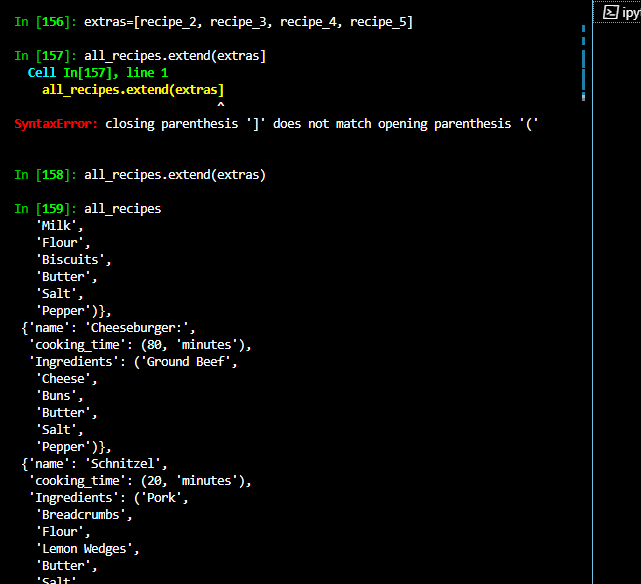 In [156]: extras=[recipe_2, recipe_3, recipe_4, recipe_5]
In [157]: all_recipes.extend(extras]
Cell In[157], line 1
all_recipes.extend(extras]
^
SyntaxError: closing parenthesis ']' does not match opening parenthesis '('
In [158]: all_recipes.extend(extras)
In [159]: all_recipes
'Milk',
'Flour',
'Biscuits',
'Butter',
'Salt',
'Pepper')},
{'name': 'Cheeseburger:',
'cooking_time': (80, 'minutes'),
'Ingredients': ('Ground Beef',
'Cheese',
'Buns',
'Butter',
'Salt',
'Pepper')},
{'name': 'Schnitzel',
'cooking_time': (20, 'minutes'),
'Ingredients': ('Pork',
'Breadcrumbs',
'Flour',
'Lemon Wedges',
'Butter',
'Salt',
ipy